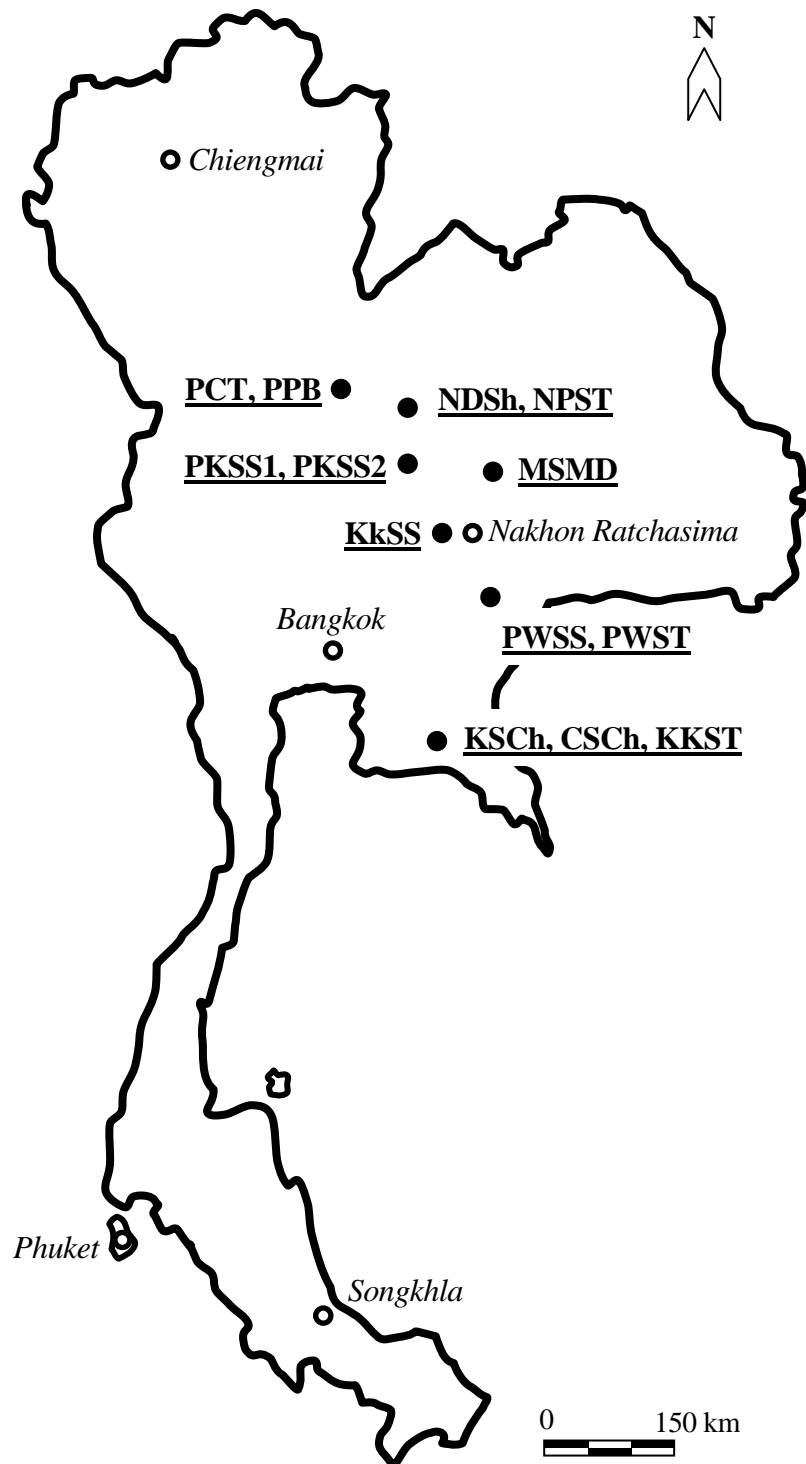 N
Chiengmai
PCT, PPB
NDSh, NPST
PKSS1, PKSS2
MSMD
KkSS
Nakhon Ratchasima
Bangkok
PWSS, PWST
KSCh, CSCh, KKST
Phuket
Songkhla
0 150 km